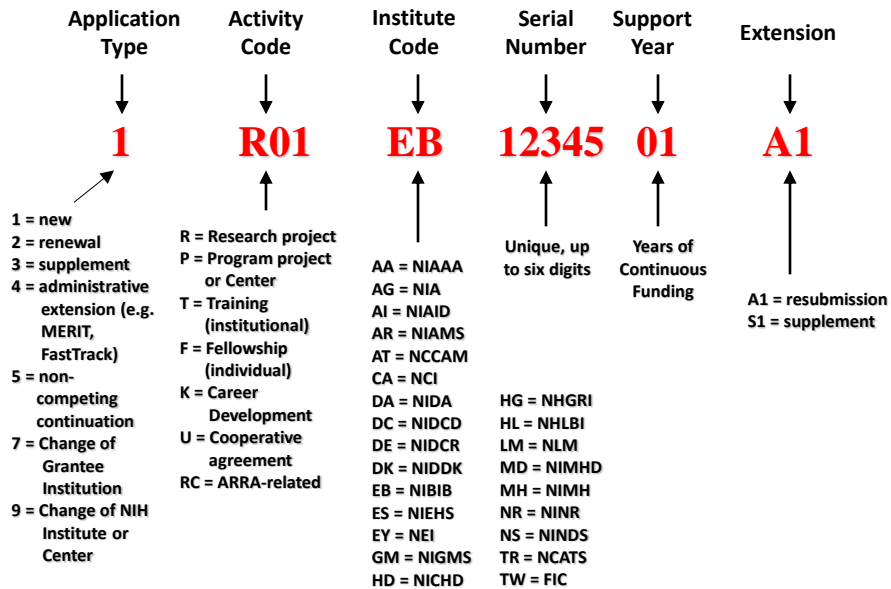 Application Type
Activity Code
Institute Code
Serial Number
Support Year
Extension
1 R01 EB 12345 01 A1
1 = new
2 = renewal
3 = supplement
4 = administrative
extension (e.g.
MERIT,
FastTrack)
5 = non-
competing
continuation
7 = Change of
Grantee
Institution
9 = Change of NIH
Institute or
Center
R = Research project
P = Program project
or Center
T = Training
(institutional)
F = Fellowship
(individual)
K = Career
Development
U = Cooperative
agreement
RC = ARRA-related
AA = NIAAA
AG = NIA
AI = NIAID
AR = NIAMS
AT = NCCAM
CA = NCI
DA = NIDA
DC = NIDCD
DE = NIDCR
DK = NIDDK
EB = NIBIB
ES = NIEHS
EY = NEI
GM = NIGMS
HD = NICHD
Unique, up
to six digits
HG = NHGRI
HL = NHLBI
LM = NLM
MD = NIMHD
MH = NIMH
NR = NINR
NS = NINDS
TR = NCATS
TW = FIC
Years of
Continuous
Funding
A1 = resubmission
S1 = supplement